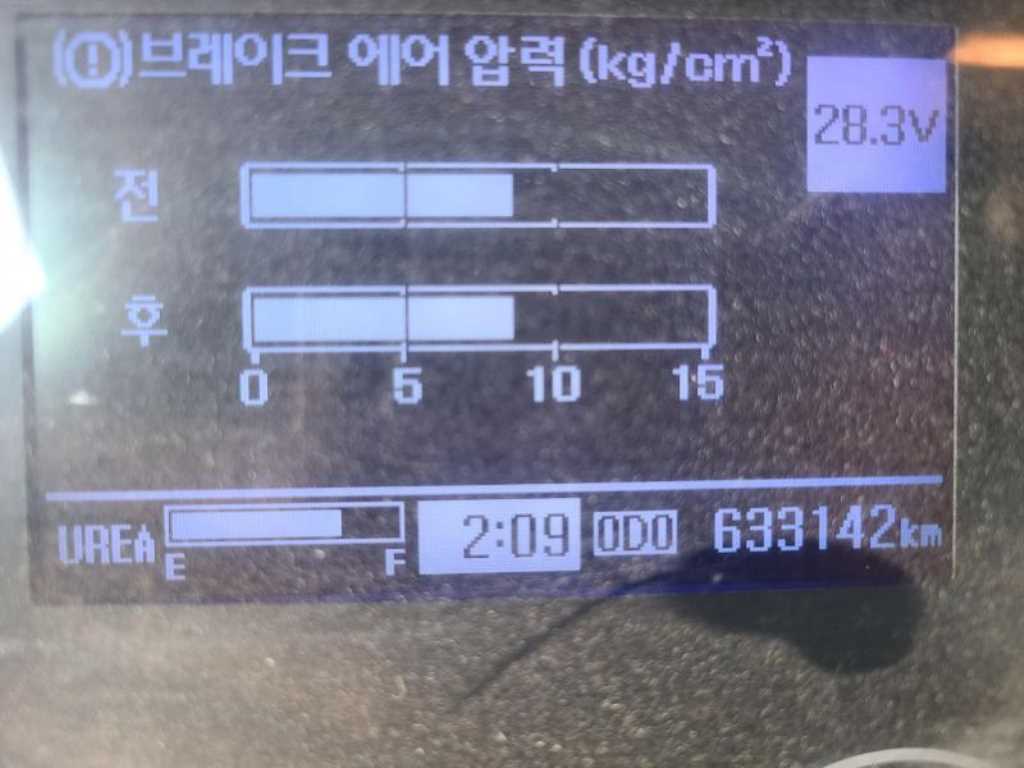 (!) 브레이크 에어 압력 (kg/cm²)
28.3V
전
후
0 5 10 15
UREA E F 2:09 ODO 633142km